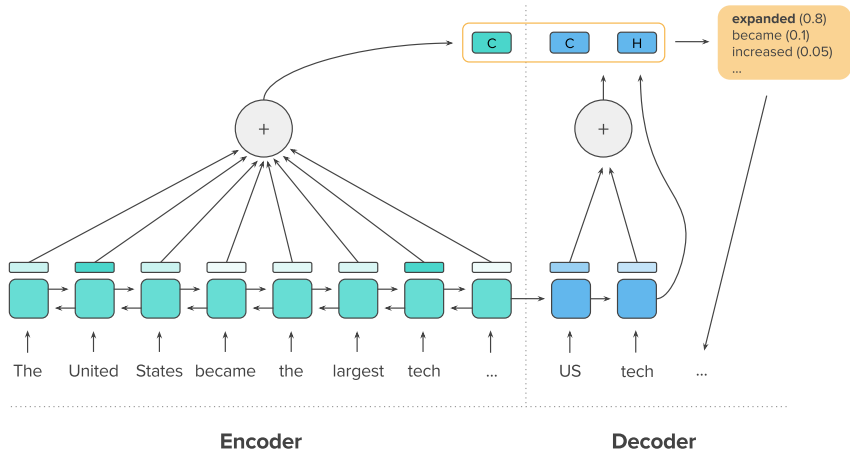 expanded (0.8)
became (0.1)
increased (0.05)
...
C C H
+ +
The United States became the largest tech ... US tech ...
Encoder Decoder